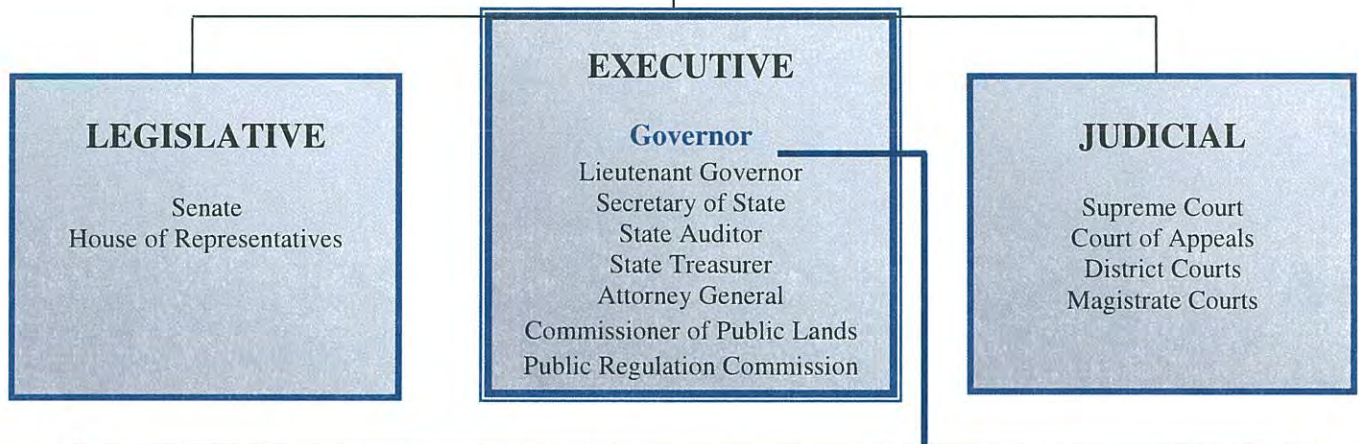 LEGISLATIVE
Senate
House of Representatives
EXECUTIVE
Governor
Lieutenant Governor
Secretary of State
State Auditor
State Treasurer
Attorney General
Commissioner of Public Lands
Public Regulation Commission
JUDICIAL
Supreme Court
Court of Appeals
District Courts
Magistrate Courts